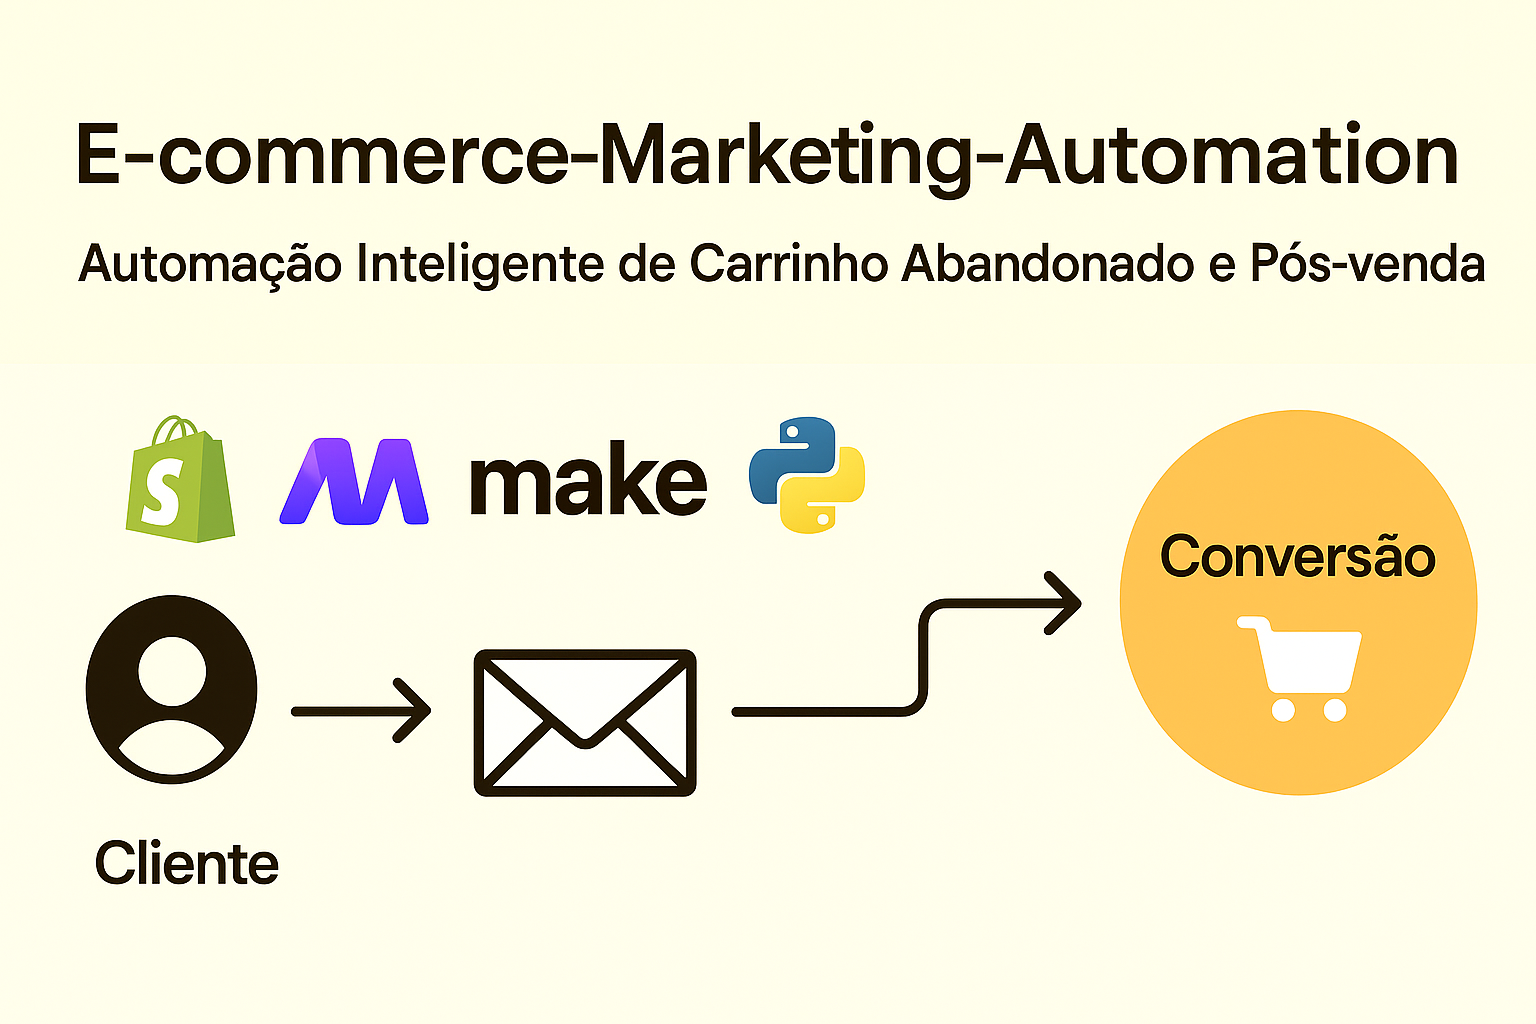 E-commerce-Marketing-Automation
Automação Inteligente de Carrinho Abandonado e Pós-venda
S
make
Conversão
Cliente